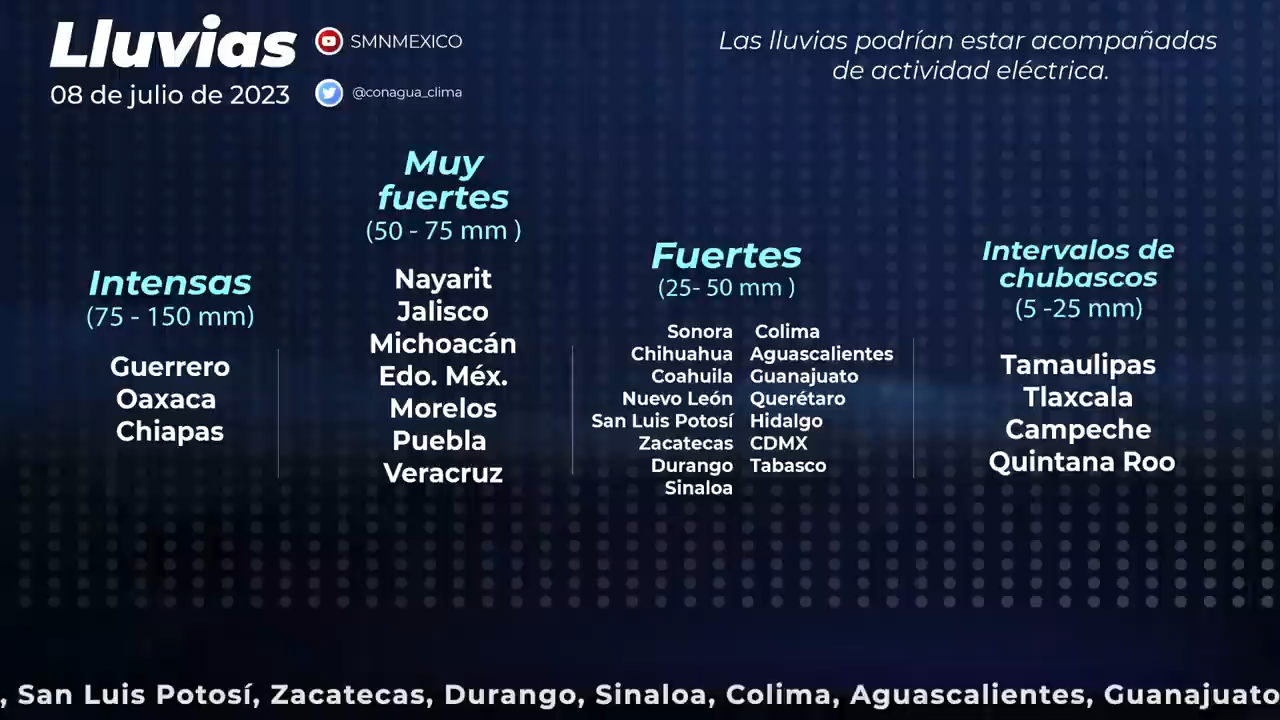 Lluvias
08 de julio de 2023
SMNMEXICO
@conagua_clima
Las lluvias podrían estar acompañadas
de actividad eléctrica.
Intensas
(75 - 150 mm)
Guerrero
Oaxaca
Chiapas
Muy
fuertes
(50 - 75 mm )
Nayarit
Jalisco
Michoacán
Edo. Méx.
Morelos
Puebla
Veracruz
Fuertes
(25- 50 mm )
Sonora
Chihuahua
Coahuila
Nuevo León
San Luis Potosí
Zacatecas
Durango
Sinaloa
Colima
Aguascalientes
Guanajuato
Querétaro
Hidalgo
CDMX
Tabasco
Intervalos de
chubascos
(5 -25 mm)
Tamaulipas
Tlaxcala
Campeche
Quintana Roo
, San Luis Potosí, Zacatecas, Durango, Sinaloa, Colima, Aguascalientes, Guanajuato